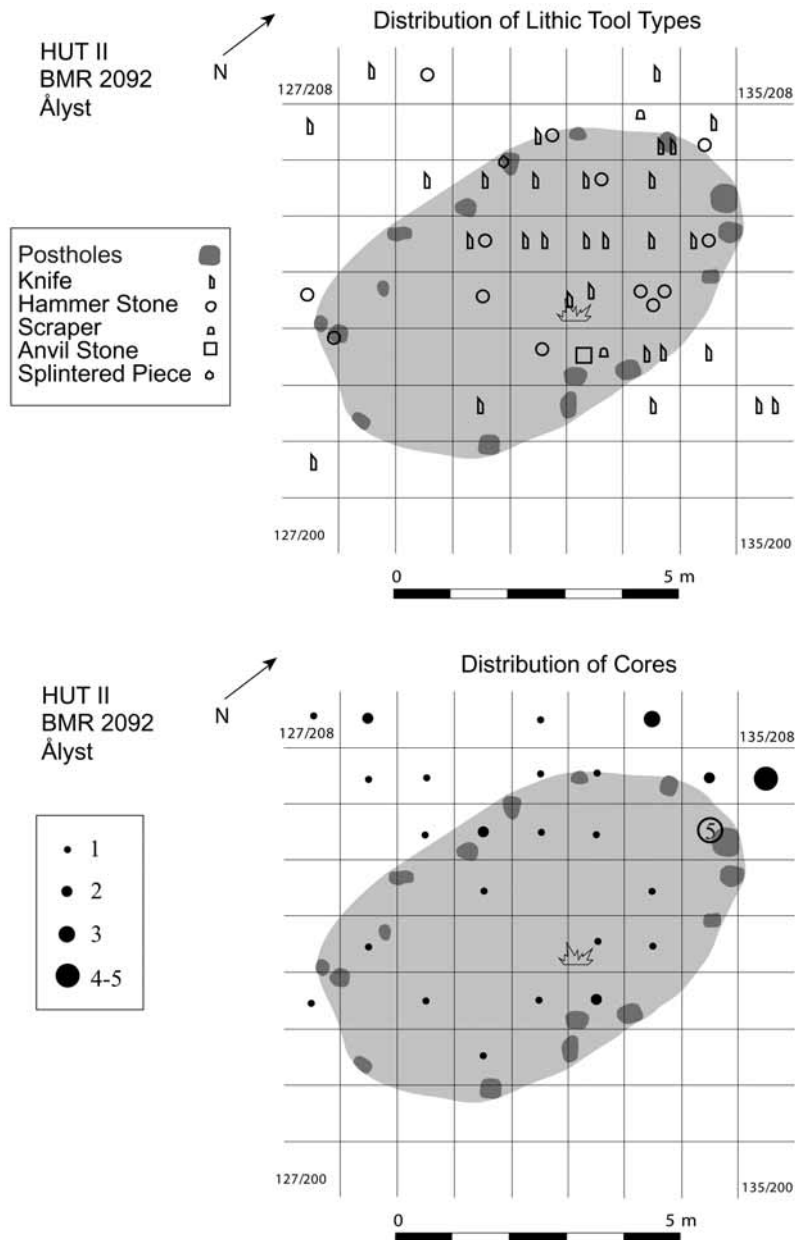 Distribution of Lithic Tool Types
HUT II
BMR 2092
Ålyst
N
127/208
135/208
Postholes
Knife
Hammer Stone
Scraper
Anvil Stone
Splintered Piece
127/200
135/200
0 5 m
Distribution of Cores
HUT II
BMR 2092
Ålyst
N
127/208
135/208
1
2
3
4-5
5
127/200
135/200
0 5 m